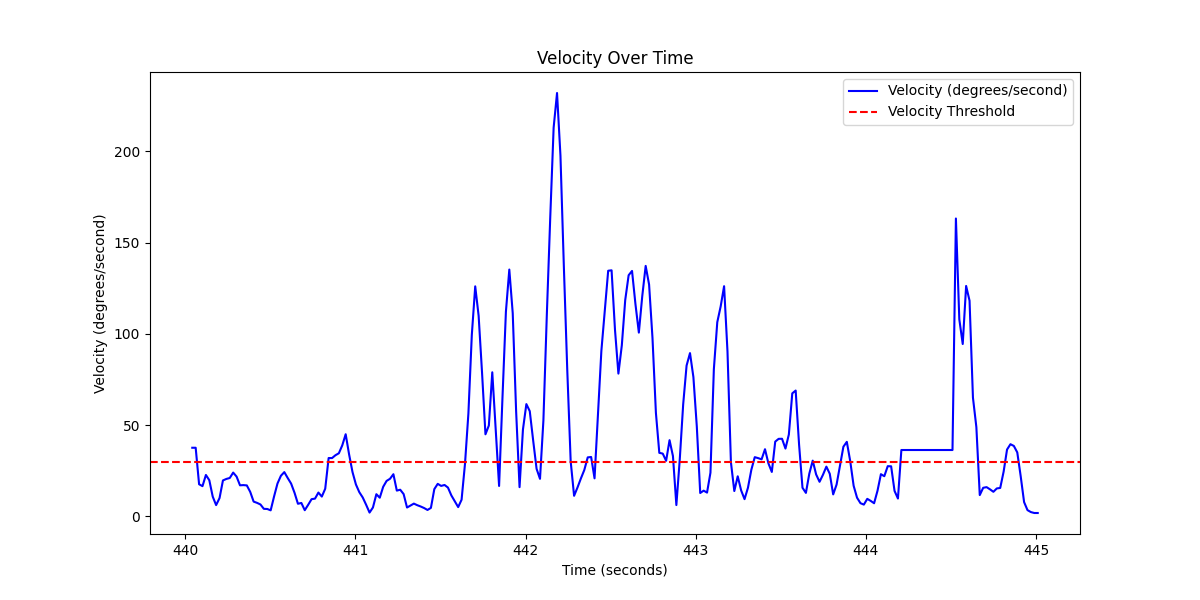 Velocity Over Time
Velocity (degrees/second)
Velocity Threshold
Velocity (degrees/second)
200
150
100
50
0
440 441 442 443 444 445
Time (seconds)